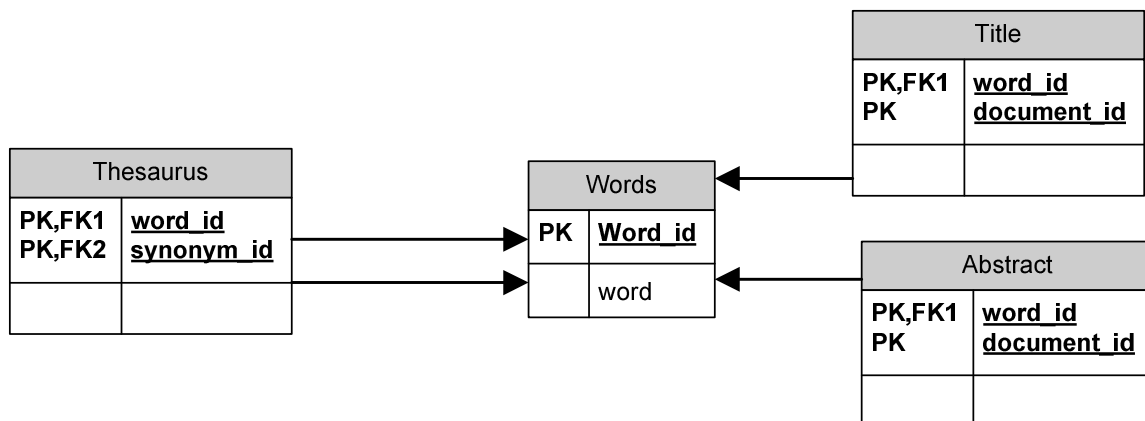 Title
PK,FK1 word_id
PK document_id
Thesaurus
PK,FK1 word_id
PK,FK2 synonym_id
Words
PK Word_id
word
Abstract
PK,FK1 word_id
PK document_id